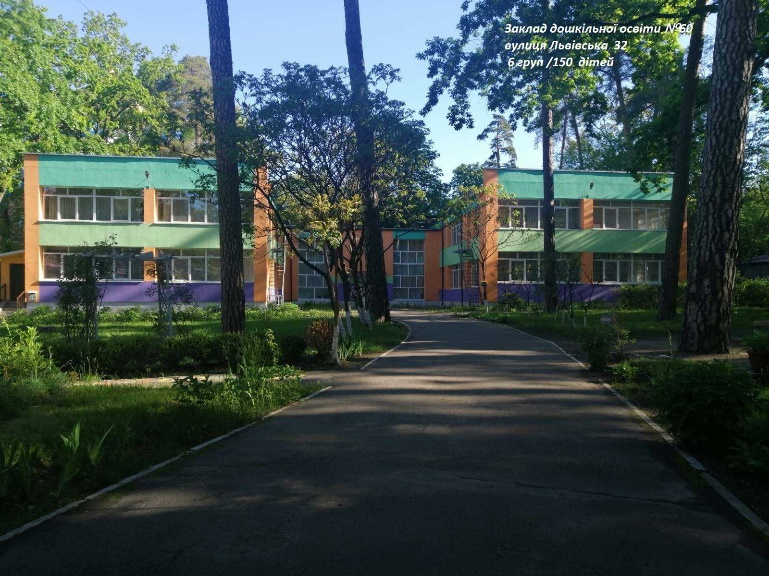 Заклад дошкільної освіти №60
вулиця Львівська 32
6 груп /150 дітей